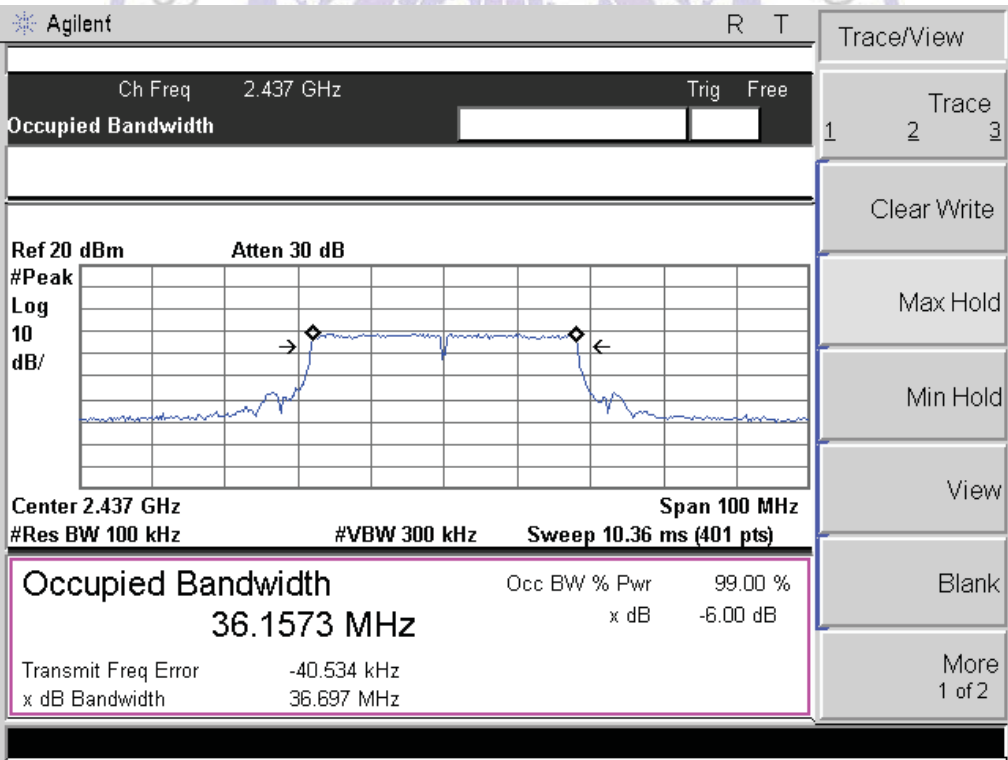 Agilent R T
Ch Freq 2.437 GHz Trig Free
Occupied Bandwidth
Ref 20 dBm Atten 30 dB
#Peak
Log
10
dB/
Center 2.437 GHz Span 100 MHz
#Res BW 100 kHz #VBW 300 kHz Sweep 10.36 ms (401 pts)
Occupied Bandwidth Occ BW % Pwr 99.00 %
36.1573 MHz x dB -6.00 dB
Transmit Freq Error -40.534 kHz
x dB Bandwidth 36.697 MHz
Trace/View
Trace
1 2 3
Clear Write
Max Hold
Min Hold
View
Blank
More
1 of 2